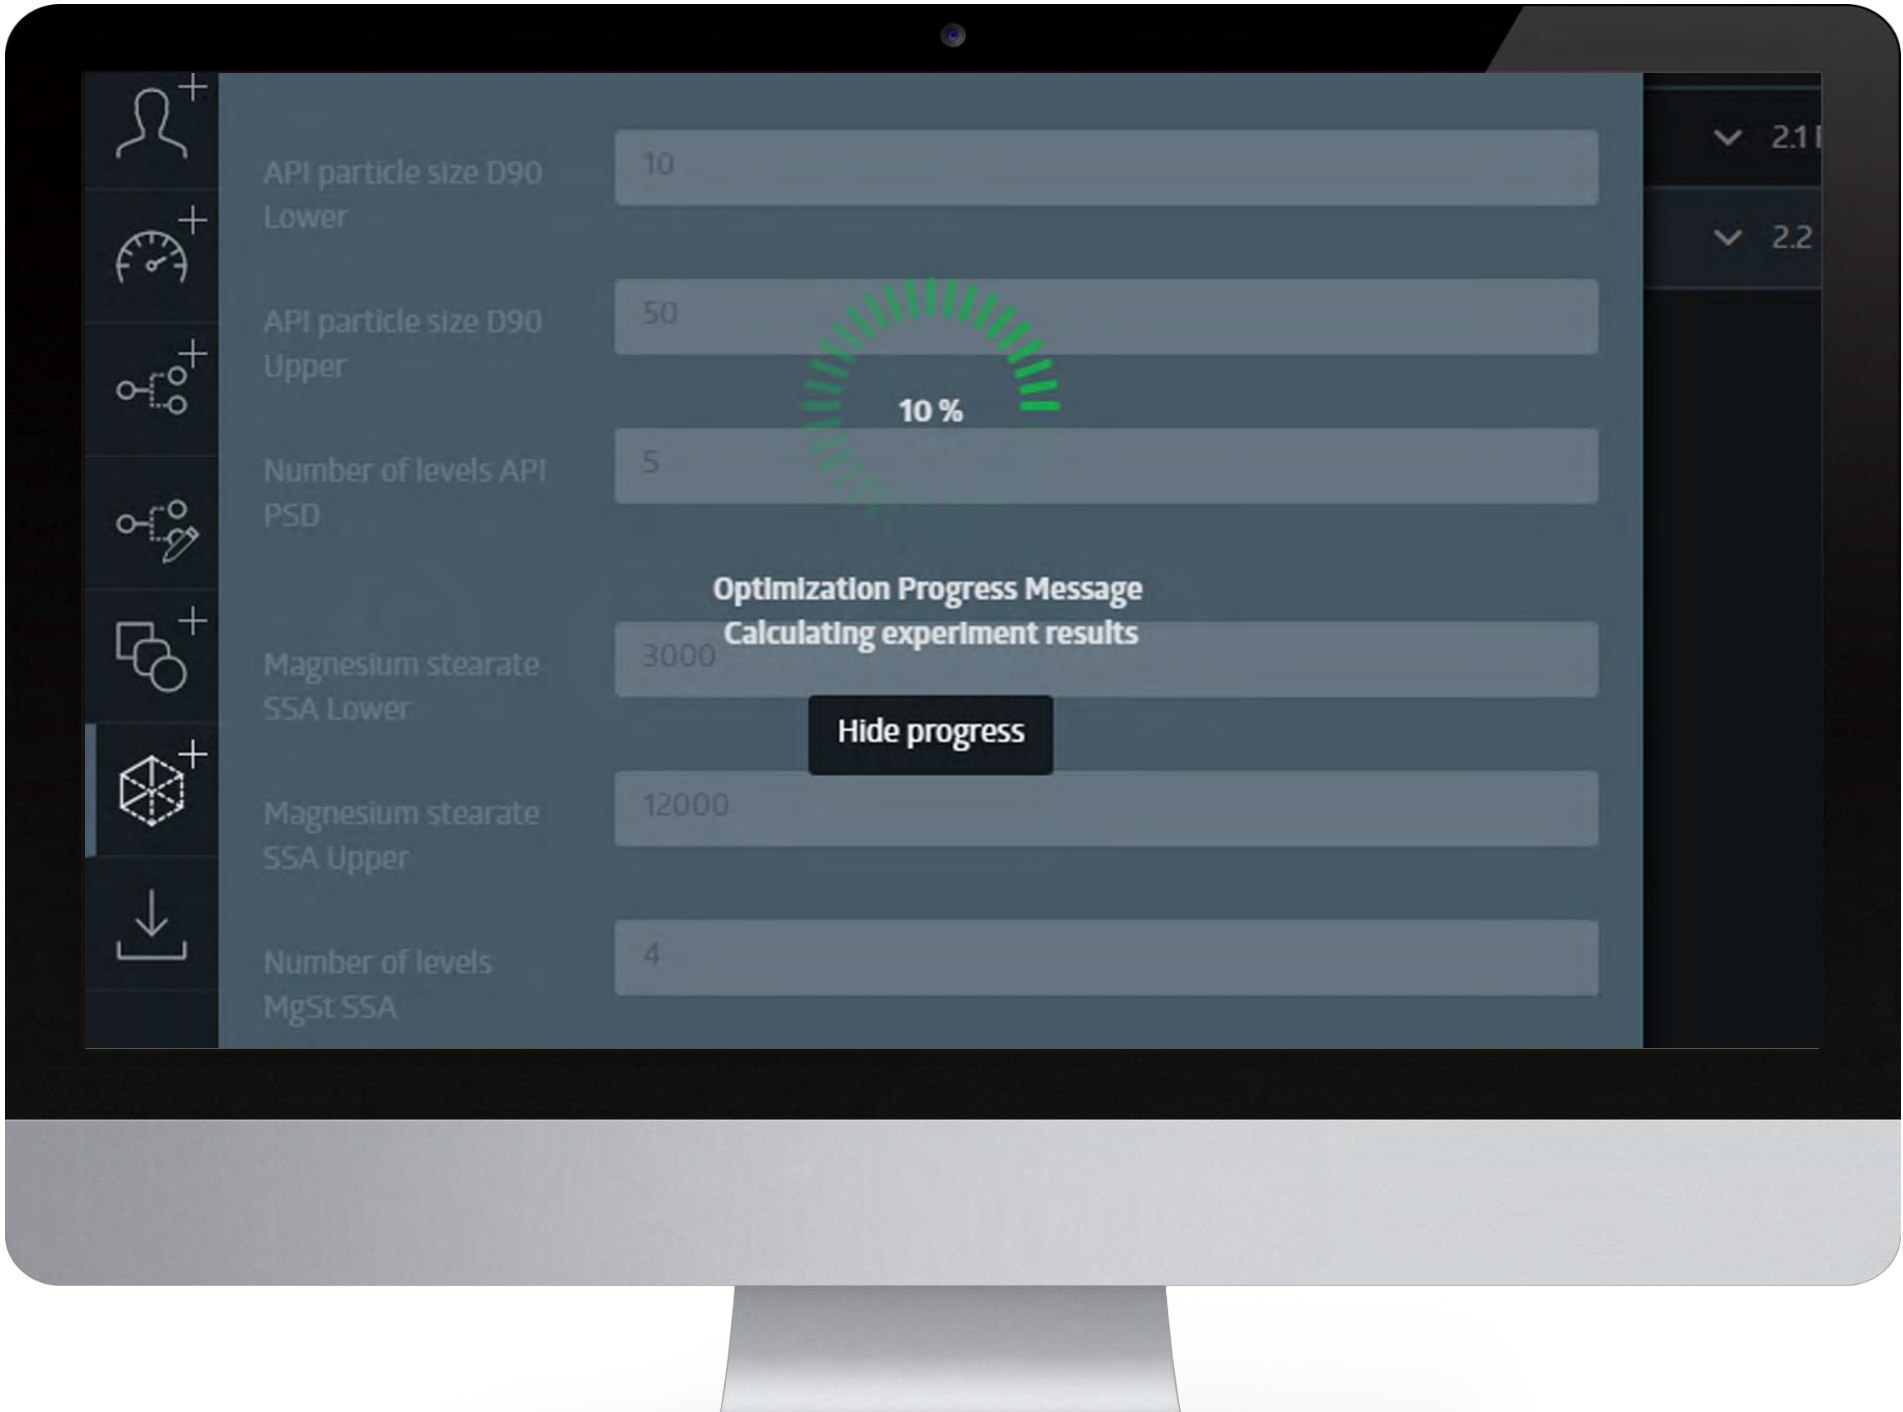 API particle size D90
Lower
10
API particle size D90
Upper
50
10 %
Number of levels API
PSD
5
Optimization Progress Message
Calculating experiment results
Magnesium stearate
SSA Lower
3000
Hide progress
Magnesium stearate
SSA Upper
12000
Number of levels
MgSt SSA
4
2.1
2.2